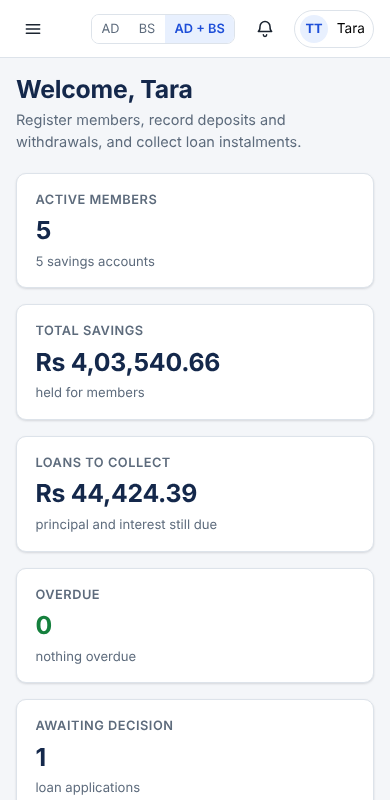 AD BS AD + BS TT Tara
Welcome, Tara
Register members, record deposits and
withdrawals, and collect loan instalments.
ACTIVE MEMBERS
5
5 savings accounts
TOTAL SAVINGS
Rs 4,03,540.66
held for members
LOANS TO COLLECT
Rs 44,424.39
principal and interest still due
OVERDUE
0
nothing overdue
AWAITING DECISION
1
loan applications